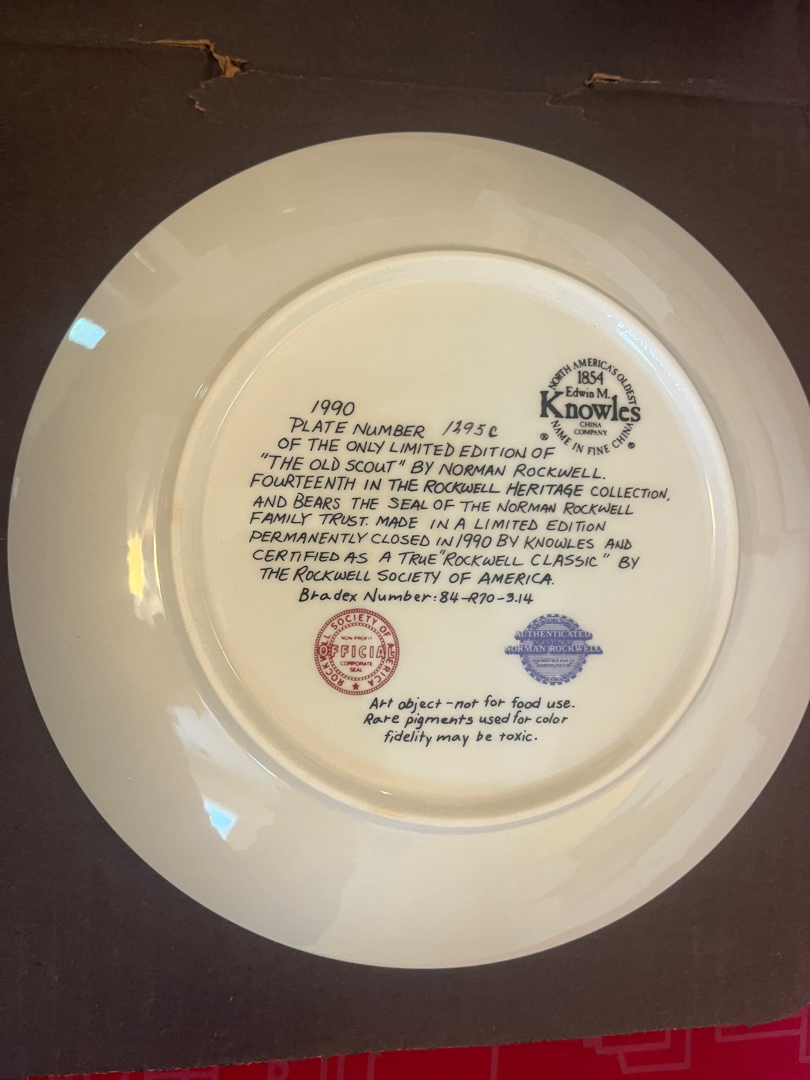 NORTH AMERICA'S OLDEST
1854
Edwin M.
Knowles
CHINA
COMPANY
NAME IN FINE CHINA
1990
PLATE NUMBER 1295C
OF THE ONLY LIMITED EDITION OF
"THE OLD SCOUT" BY NORMAN ROCKWELL.
FOURTEENTH IN THE ROCKWELL HERITAGE COLLECTION,
AND BEARS THE SEAL OF THE NORMAN ROCKWELL
FAMILY TRUST. MADE IN A LIMITED EDITION
PERMANENTLY CLOSED IN 1990 BY KNOWLES AND
CERTIFIED AS A TRUE "ROCKWELL CLASSIC" BY
THE ROCKWELL SOCIETY OF AMERICA.
Bradex Number: 84-R70-3.14
ROCKWELL SOCIETY OF AMERICA
NON-PROFIT
OFFICIAL
CORPORATE
SEAL
AUTHENTICATED
NORMAN ROCKWELL
Art object - not for food use.
Rare pigments used for color
fidelity may be toxic.